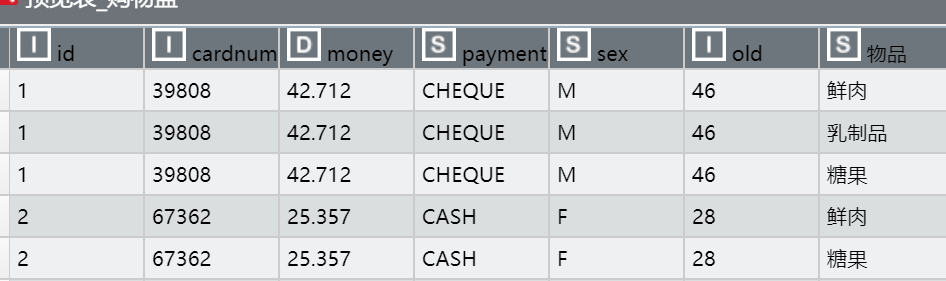 预览表_购物篮
I id I cardnum D money S payment S sex I old S 物品
1 39808 42.712 CHEQUE M 46 鲜肉
1 39808 42.712 CHEQUE M 46 乳制品
1 39808 42.712 CHEQUE M 46 糖果
2 67362 25.357 CASH F 28 鲜肉
2 67362 25.357 CASH F 28 糖果